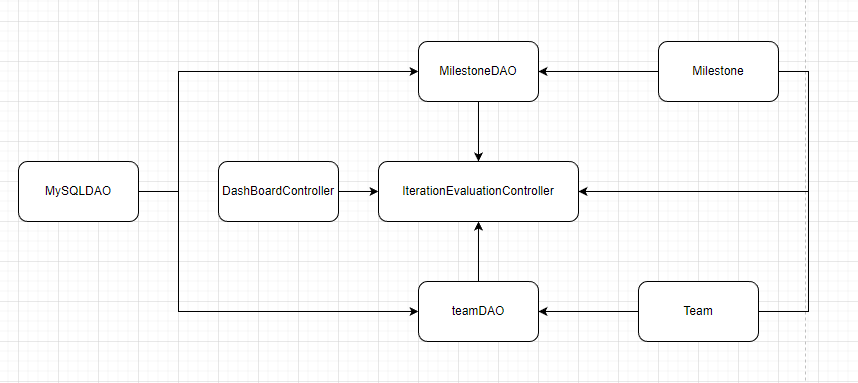 MilestoneDAO
Milestone
MySQLDAO
DashBoardController
IterationEvaluationController
teamDAO
Team